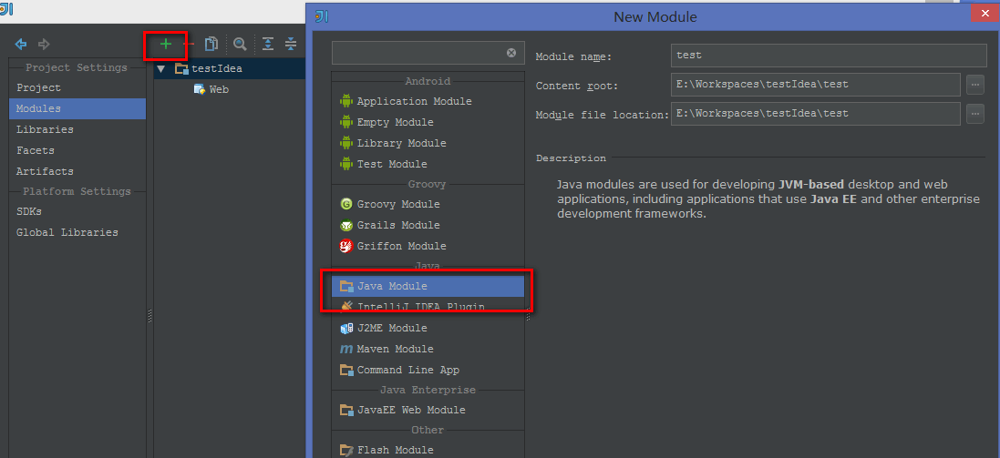 New Module
Project Settings
Project
Modules
Libraries
Facets
Artifacts
Platform Settings
SDKs
Global Libraries
testIdea
Web
Android
Application Module
Empty Module
Library Module
Test Module
Groovy
Groovy Module
Grails Module
Griffon Module
Java
Java Module
IntelliJ IDEA Plugin
J2ME Module
Maven Module
Command Line App
Java Enterprise
JavaEE Web Module
Other
Flash Module
Module name:
test
Content root:
E:\Workspaces\testIdea\test
Module file location:
E:\Workspaces\testIdea\test
Description
Java modules are used for developing JVM-based desktop and web
applications, including applications that use Java EE and other enterprise
development frameworks.